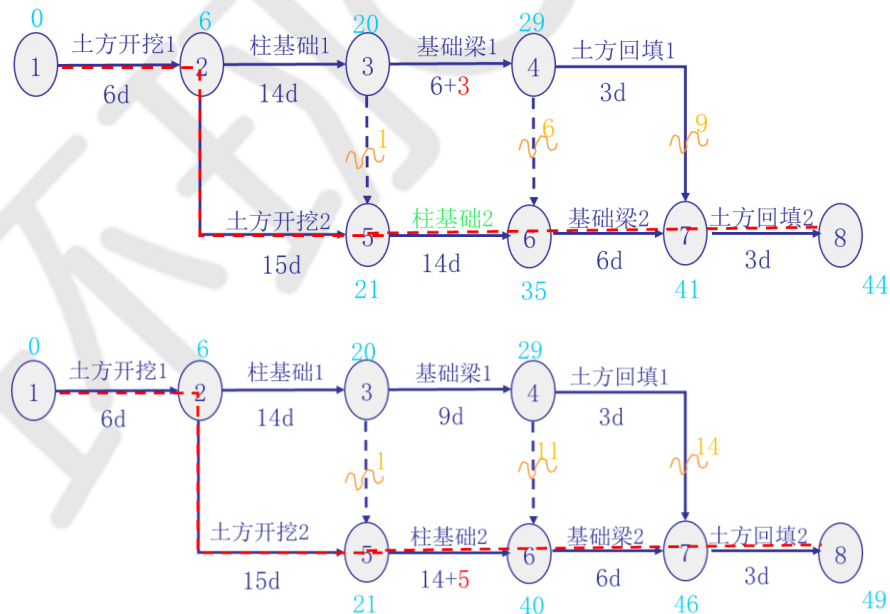 0 6 20 29
土方开挖1 柱基础1 基础梁1 土方回填1
1 2 3 4
6d 14d 6+3 3d
1 6 9
土方开挖2 柱基础2 基础梁2 土方回填2
5 6 7 8
15d 14d 6d 3d
21 35 41 44
0 6 20 29
土方开挖1 柱基础1 基础梁1 土方回填1
1 2 3 4
6d 14d 9d 3d
1 11 14
土方开挖2 柱基础2 基础梁2 土方回填2
5 6 7 8
15d 14+5 6d 3d
21 40 46 49